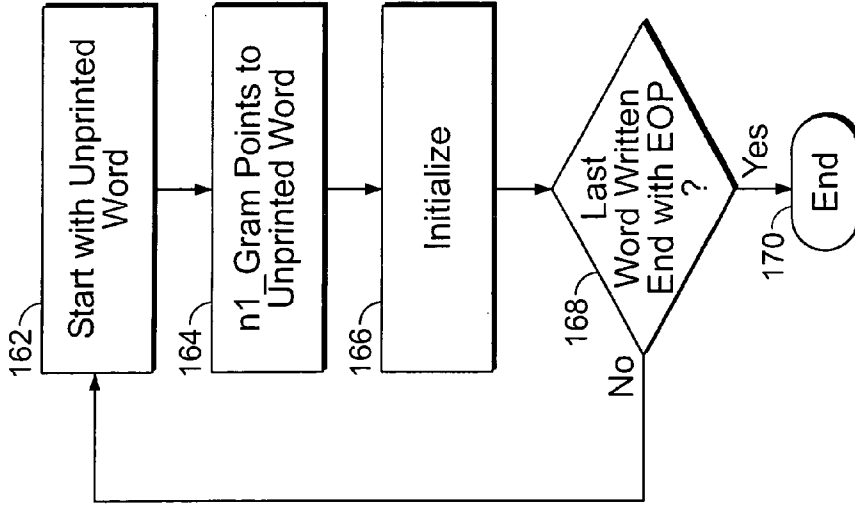 162
Start with Unprinted
Word
164
n1_Gram Points to
Unprinted Word
166
Initialize
168
Last
Word Written
End with EOP
?
No
Yes
170
End